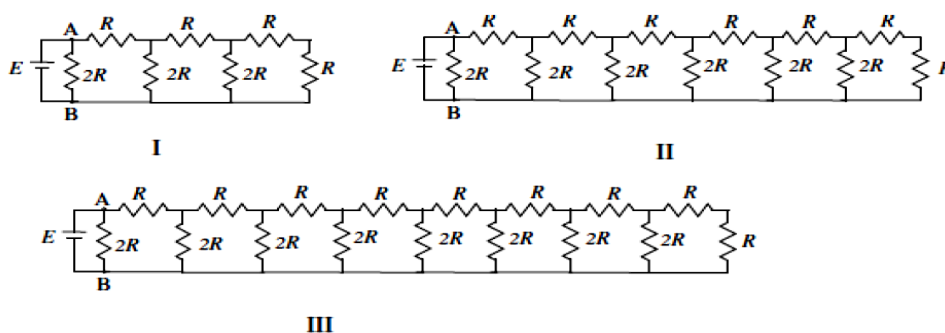 A R R R
E 2R 2R 2R R
B
I
A R R R R R R
E 2R 2R 2R 2R 2R 2R
B
II
A R R R R R R R R
E 2R 2R 2R 2R 2R 2R 2R 2R R
B
III